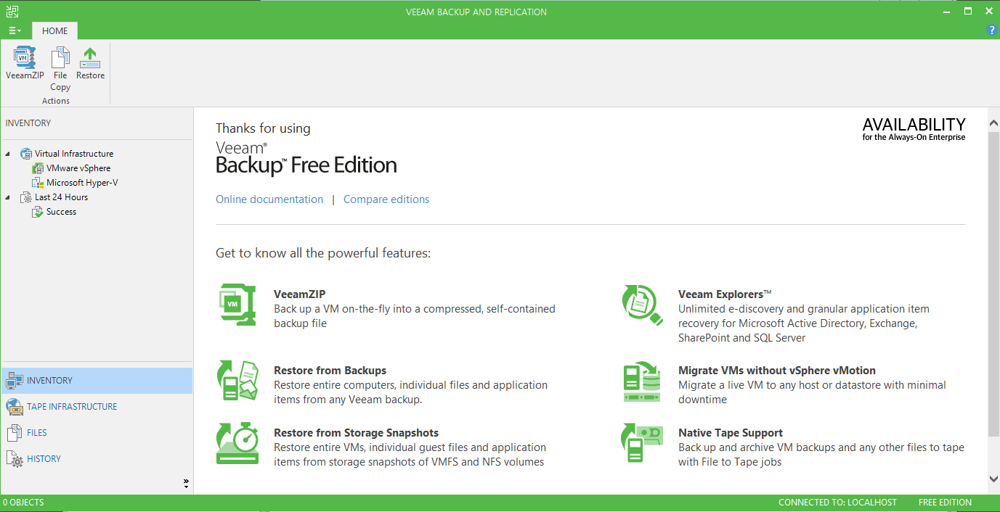 VEEAM BACKUP AND REPLICATION
HOME
?
VM
VeeamZIP
File
Copy
Restore
Actions
INVENTORY
Virtual Infrastructure
VMware vSphere
Microsoft Hyper-V
Last 24 Hours
Success
INVENTORY
TAPE INFRASTRUCTURE
FILES
HISTORY
Thanks for using
Veeam®
Backup™ Free Edition
AVAILABILITY
for the Always-On Enterprise
Online documentation | Compare editions
Get to know all the powerful features:
VM
VeeamZIP
Back up a VM on-the-fly into a compressed, self-contained
backup file
Veeam Explorers™
Unlimited e-discovery and granular application item
recovery for Microsoft Active Directory, Exchange,
SharePoint and SQL Server
Restore from Backups
Restore entire computers, individual files and application
items from any Veeam backup.
Migrate VMs without vSphere vMotion
Migrate a live VM to any host or datastore with minimal
downtime
Restore from Storage Snapshots
Restore entire VMs, individual guest files and application
items from storage snapshots of VMFS and NFS volumes
Native Tape Support
Back up and archive VM backups and any other files to tape
with File to Tape jobs
0 OBJECTS
CONNECTED TO: LOCALHOST
FREE EDITION